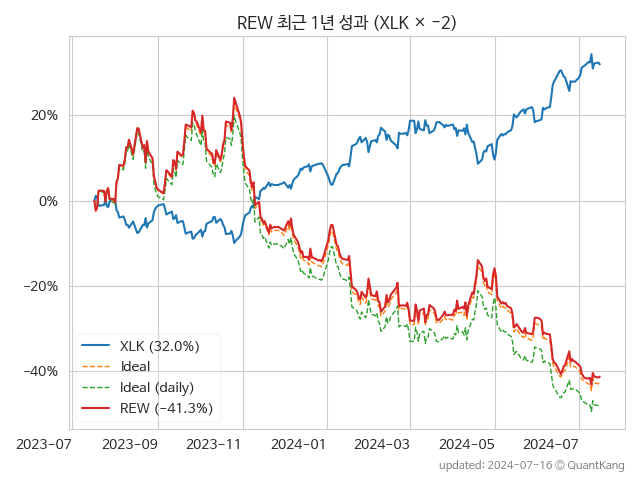 REW 최근 1년 성과 (XLK × −2)
20%
0%
−20%
−40%
XLK (32.0%)
Ideal
Ideal (daily)
REW (−41.3%)
2023-07
2023-09
2023-11
2024-01
2024-03
2024-05
2024-07
updated: 2024-07-16 © QuantKang